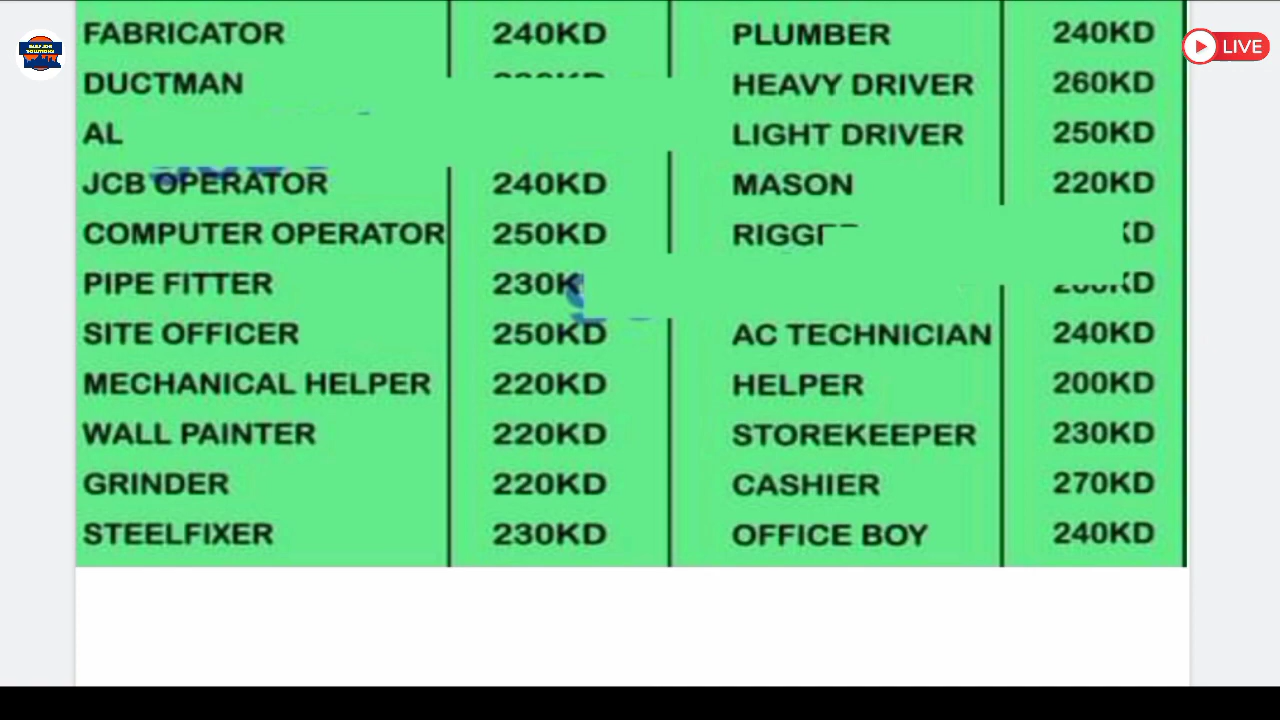 FABRICATOR 240KD PLUMBER 240KD
DUCTMAN HEAVY DRIVER 260KD
AL LIGHT DRIVER 250KD
JCB OPERATOR 240KD MASON 220KD
COMPUTER OPERATOR 250KD KD
PIPE FITTER
SITE OFFICER 250KD AC TECHNICIAN 240KD
MECHANICAL HELPER 220KD HELPER 200KD
WALL PAINTER 220KD STOREKEEPER 230KD
GRINDER 220KD CASHIER 270KD
STEELFIXER 230KD OFFICE BOY 240KD
LIVE